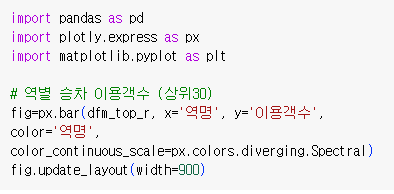 import pandas as pd
import plotly.express as px
import matplotlib.pyplot as plt
# 역별 승차 이용객수 (상위30)
fig=px.bar(dfm_top_r, x='역명', y='이용객수',
color='역명',
color_continuous_scale=px.colors.diverging.Spectral)
fig.update_layout(width=900)